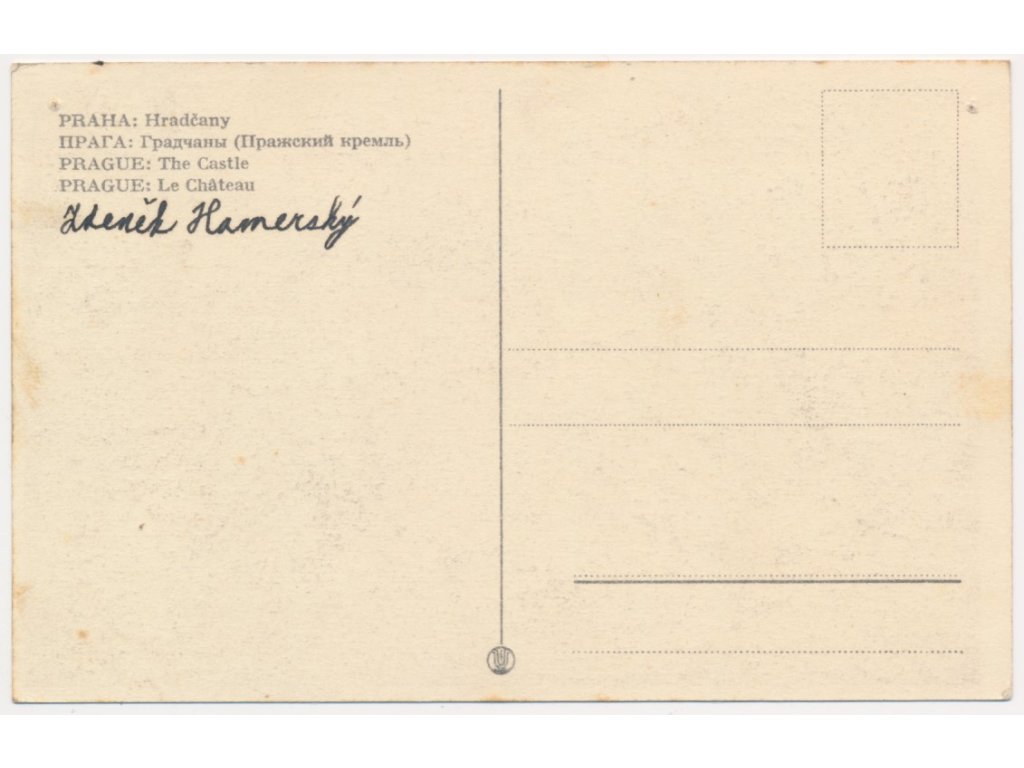 PRAHA: Hradčany
ПРАГА: Градчаны (Пражский кремль)
PRAGUE: The Castle
PRAGUE: Le Château
Zdeněk Hamerský